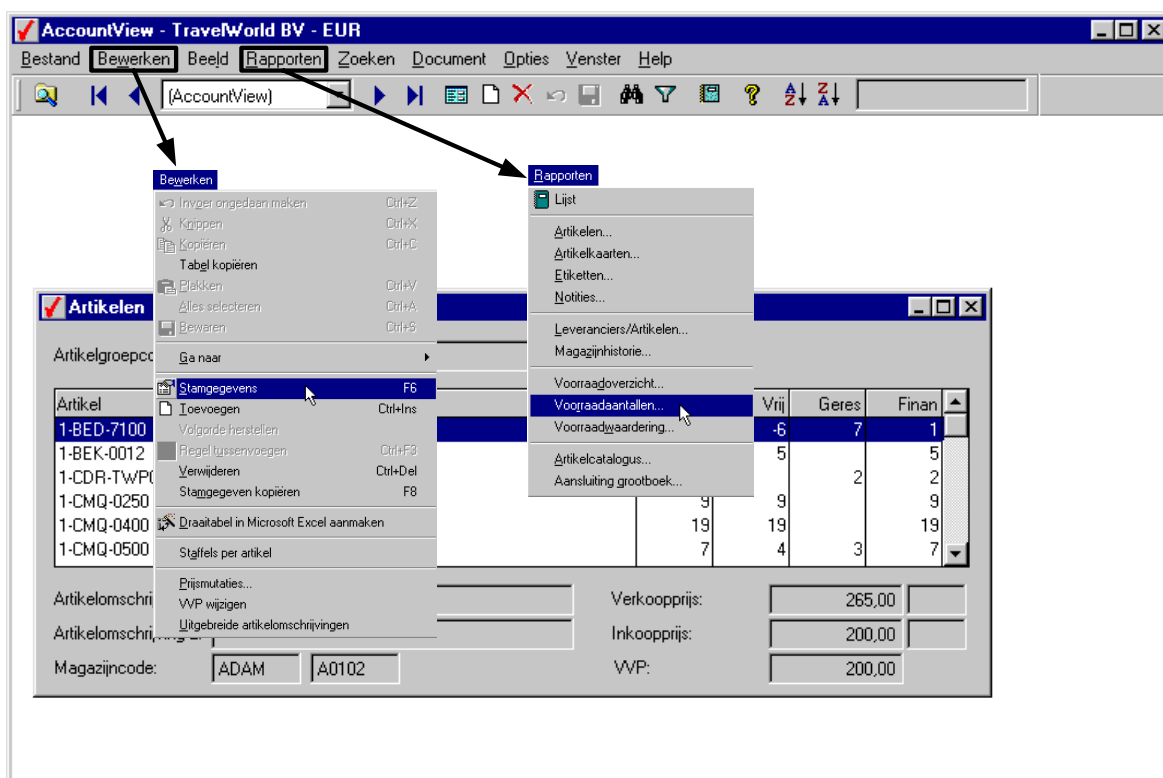 AccountView - TravelWorld BV - EUR
Bestand Bewerken Beeld Rapporten Zoeken Document Opties Venster Help
(AccountView)
Bewerken
Invoer ongedaan maken Ctrl+Z
Knippen Ctrl+X
Kopiëren Ctrl+C
Tabel kopiëren
Plakken Ctrl+V
Alles selecteren Ctrl+A
Bewaren Ctrl+S
Ga naar
Stamgegevens F6
Toevoegen Ctrl+Ins
Volgorde herstellen
Regel tussenvoegen Ctrl+F3
Verwijderen Ctrl+Del
Stamgegeven kopiëren F8
Draaitabel in Microsoft Excel aanmaken
Staffels per artikel
Prijsmutaties...
VVP wijzigen
Uitgebreide artikelomschrijvingen
Rapporten
Lijst
Artikelen...
Artikelkaarten...
Etiketten...
Notities...
Leveranciers/Artikelen...
Magazijnhistorie...
Voorraadoverzicht...
Voorraadaantallen...
Voorraadwaardering...
Artikelcatalogus...
Aansluiting grootboek...
Artikelen
Artikel Vrij Geres Finan
1-BED-7100 -6 7 1
1-BEK-0012 5 5
1-CDR-TWP 2 2
1-CMQ-0250 9 9 9
1-CMQ-0400 19 19 19
1-CMQ-0500 7 4 3 7
Verkoopprijs: 265,00
Inkoopprijs: 200,00
Magazijncode: ADAM A0102 VVP: 200,00